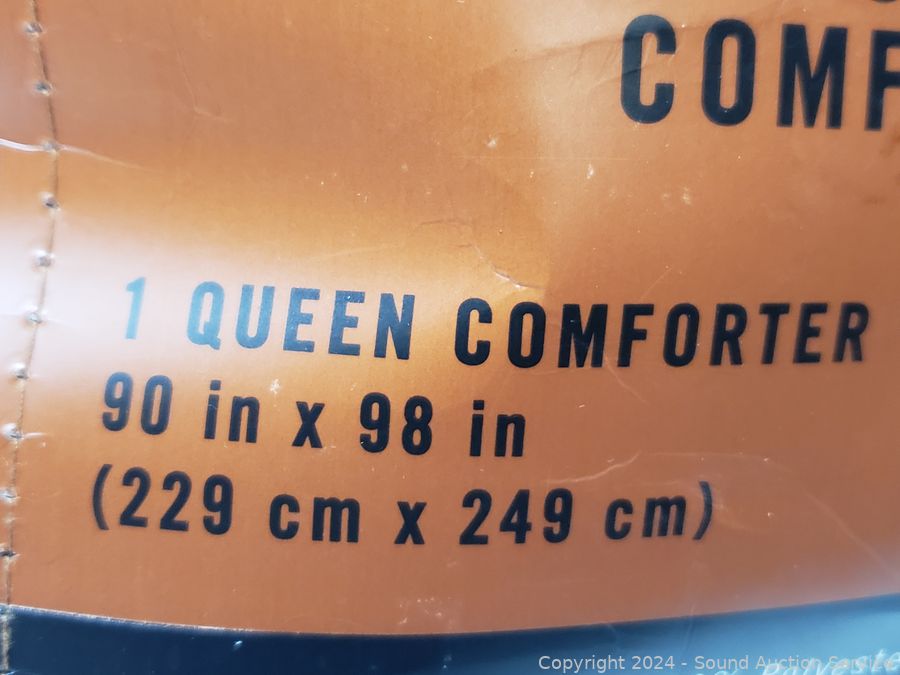 COMF
1 QUEEN COMFORTER
90 in x 98 in
(229 cm x 249 cm)
Copyright 2024 - Sound Auction Service